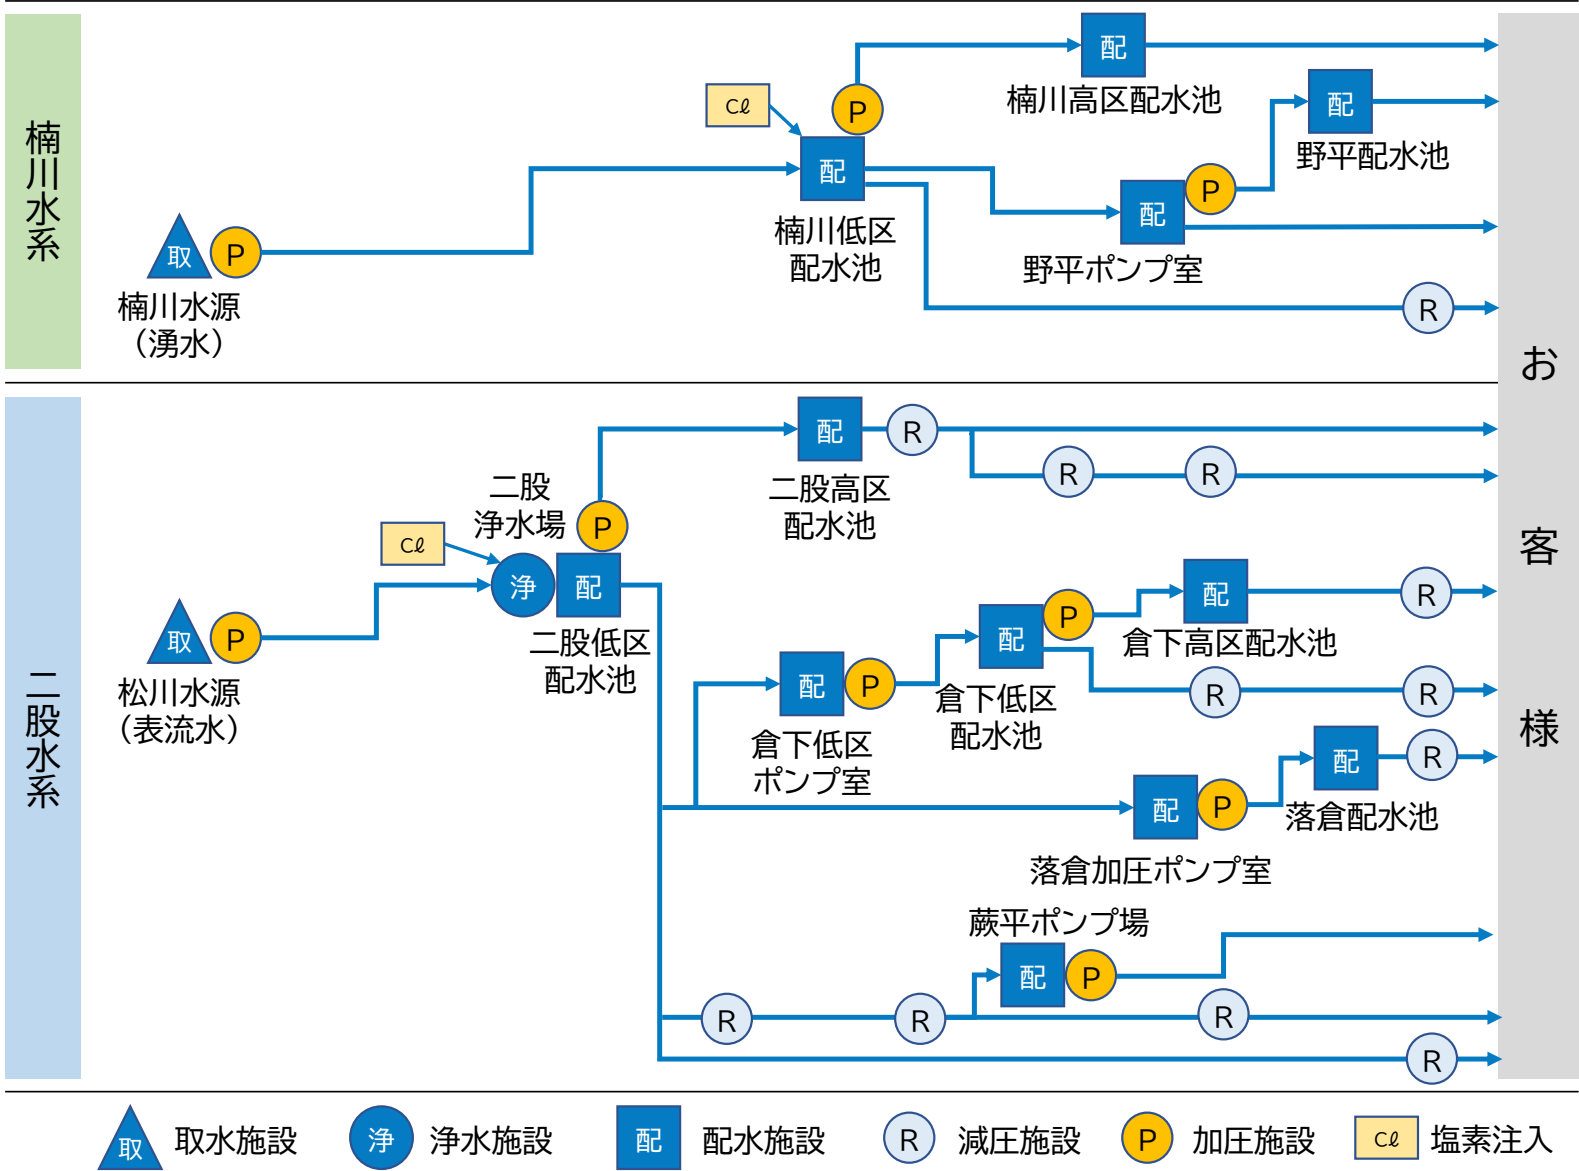 楠川水系
取
P
楠川水源
（湧水）
Cℓ
P
配
楠川低区
配水池
配
楠川高区配水池
配
P
野平ポンプ室
配
野平配水池
R
お客様
二股水系
取
P
松川水源
（表流水）
Cℓ
二股
浄水場
浄
配
P
二股低区
配水池
配
R
二股高区
配水池
R
R
配
P
倉下低区
ポンプ室
配
P
倉下低区
配水池
配
倉下高区配水池
R
R
R
配
P
落倉加圧ポンプ室
配
R
落倉配水池
蕨平ポンプ場
配
P
R
R
R
R
取
取水施設
浄
浄水施設
配
配水施設
R
減圧施設
P
加圧施設
Cℓ
塩素注入